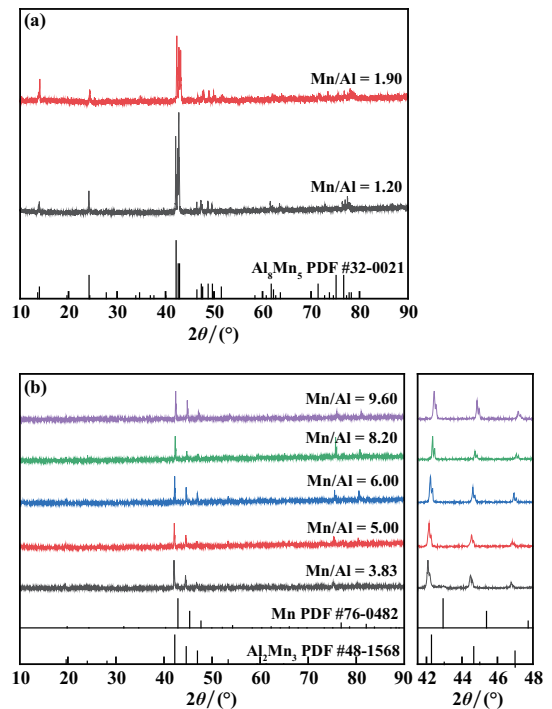 (a)
Mn/Al = 1.90
Mn/Al = 1.20
Al₈Mn₅ PDF #32-0021
10 20 30 40 50 60 70 80 90
2θ/(°)
(b)
Mn/Al = 9.60
Mn/Al = 8.20
Mn/Al = 6.00
Mn/Al = 5.00
Mn/Al = 3.83
Mn PDF #76-0482
Al₂Mn₃ PDF #48-1568
10 20 30 40 50 60 70 80 90 42 44 46 48
2θ/(°) 2θ/(°)